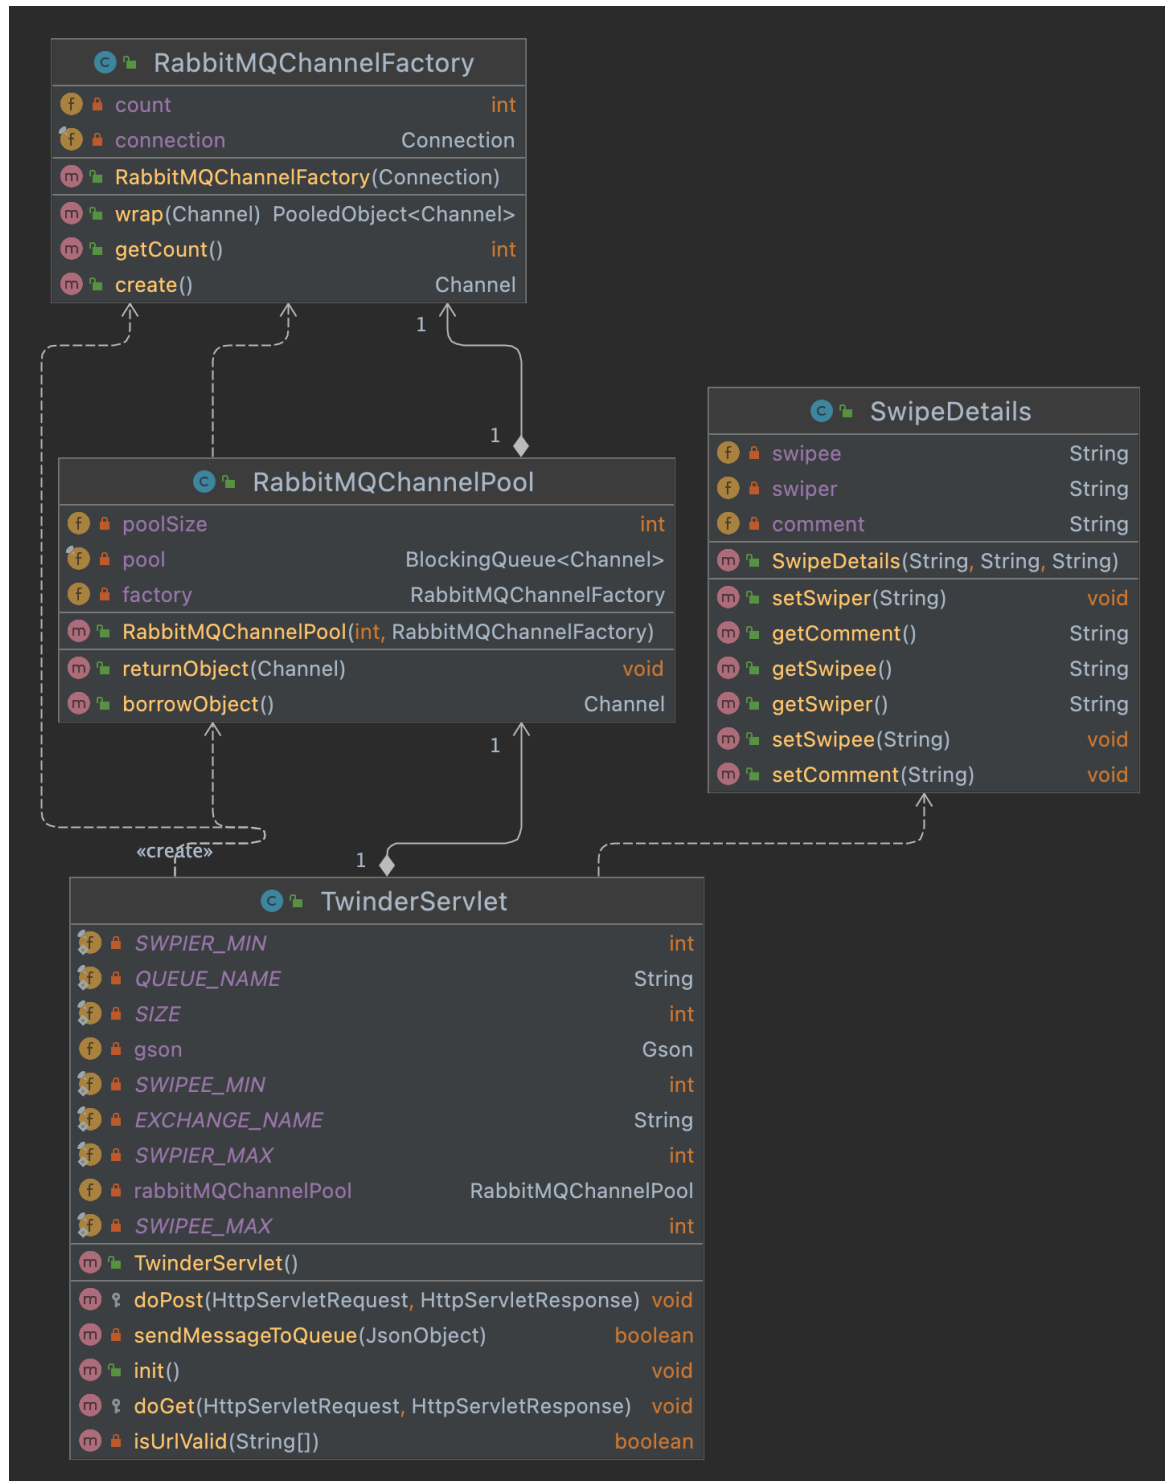 RabbitMQChannelFactory
count int
connection Connection
RabbitMQChannelFactory(Connection)
wrap(Channel) PooledObject<Channel>
getCount() int
create() Channel
1
1
RabbitMQChannelPool
poolSize int
pool BlockingQueue<Channel>
factory RabbitMQChannelFactory
RabbitMQChannelPool(int, RabbitMQChannelFactory)
returnObject(Channel) void
borrowObject() Channel
1
SwipeDetails
swipee String
swiper String
comment String
SwipeDetails(String, String, String)
setSwiper(String) void
getComment() String
getSwipee() String
getSwiper() String
setSwipee(String) void
setComment(String) void
«create»
1
TwinderServlet
SWPIER_MIN int
QUEUE_NAME String
SIZE int
gson Gson
SWIPEE_MIN int
EXCHANGE_NAME String
SWPIER_MAX int
rabbitMQChannelPool RabbitMQChannelPool
SWIPEE_MAX int
TwinderServlet()
doPost(HttpServletRequest, HttpServletResponse) void
sendMessageToQueue(JsonObject) boolean
init() void
doGet(HttpServletRequest, HttpServletResponse) void
isUrlValid(String[]) boolean